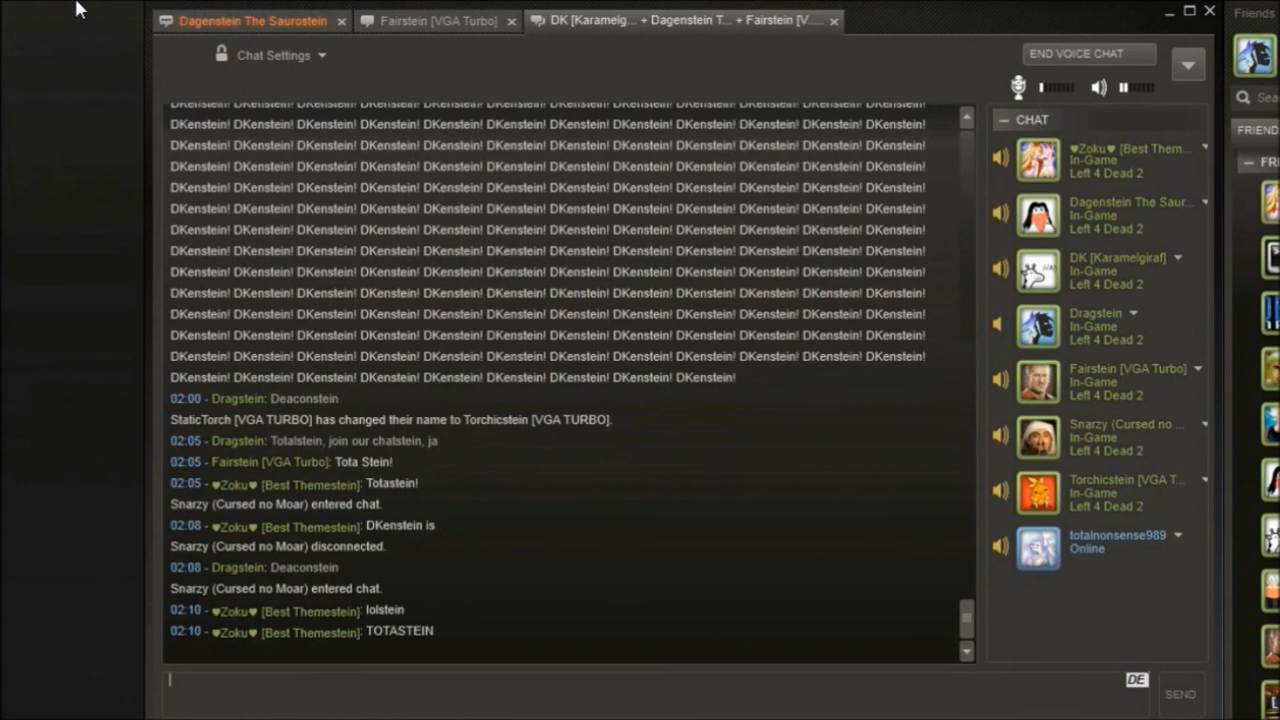 Dagenstein The Saurostein
Fairstein [VGA Turbo]
DK [Karamelg... + Dagenstein T... + Fairstein [V.....
Friends
Chat Settings
END VOICE CHAT
DKenstein! DKenstein! DKenstein! DKenstein! DKenstein! DKenstein! DKenstein! DKenstein! DKenstein! DKenstein! DKenstein! DKenstein!
DKenstein! DKenstein! DKenstein! DKenstein! DKenstein! DKenstein! DKenstein! DKenstein! DKenstein! DKenstein! DKenstein! DKenstein!
DKenstein! DKenstein! DKenstein! DKenstein! DKenstein! DKenstein! DKenstein! DKenstein! DKenstein! DKenstein! DKenstein! DKenstein!
DKenstein! DKenstein! DKenstein! DKenstein! DKenstein! DKenstein! DKenstein! DKenstein! DKenstein! DKenstein! DKenstein! DKenstein!
DKenstein! DKenstein! DKenstein! DKenstein! DKenstein! DKenstein! DKenstein! DKenstein! DKenstein! DKenstein! DKenstein! DKenstein!
DKenstein! DKenstein! DKenstein! DKenstein! DKenstein! DKenstein! DKenstein! DKenstein! DKenstein! DKenstein! DKenstein! DKenstein!
DKenstein! DKenstein! DKenstein! DKenstein! DKenstein! DKenstein! DKenstein! DKenstein! DKenstein! DKenstein! DKenstein! DKenstein!
DKenstein! DKenstein! DKenstein! DKenstein! DKenstein! DKenstein! DKenstein! DKenstein! DKenstein! DKenstein! DKenstein! DKenstein!
DKenstein! DKenstein! DKenstein! DKenstein! DKenstein! DKenstein! DKenstein! DKenstein! DKenstein! DKenstein! DKenstein! DKenstein!
DKenstein! DKenstein! DKenstein! DKenstein! DKenstein! DKenstein! DKenstein! DKenstein! DKenstein! DKenstein! DKenstein! DKenstein!
DKenstein! DKenstein! DKenstein! DKenstein! DKenstein! DKenstein! DKenstein! DKenstein! DKenstein! DKenstein! DKenstein! DKenstein!
DKenstein! DKenstein! DKenstein! DKenstein! DKenstein! DKenstein! DKenstein! DKenstein! DKenstein! DKenstein! DKenstein! DKenstein!
DKenstein! DKenstein! DKenstein! DKenstein! DKenstein! DKenstein! DKenstein! DKenstein! DKenstein! DKenstein! DKenstein! DKenstein!
DKenstein! DKenstein! DKenstein! DKenstein! DKenstein! DKenstein! DKenstein! DKenstein! DKenstein!
02:00 - Dragstein: Deaconstein
StaticTorch [VGA TURBO] has changed their name to Torchicstein [VGA TURBO].
02:05 - Dragstein: Totalstein, join our chatstein, ja
02:05 - Fairstein [VGA Turbo]: Tota Stein!
02:05 - ♥Zoku♥ [Best Themestein]: Totastein!
Snarzy (Cursed no Moar) entered chat.
02:08 - ♥Zoku♥ [Best Themestein]: DKenstein is
Snarzy (Cursed no Moar) disconnected.
02:08 - Dragstein: Deaconstein
Snarzy (Cursed no Moar) entered chat.
02:10 - ♥Zoku♥ [Best Themestein]: lolstein
02:10 - ♥Zoku♥ [Best Themestein]: TOTASTEIN
DE
SEND
CHAT
♥Zoku♥ [Best Them...
In-Game
Left 4 Dead 2
Dagenstein The Saur...
In-Game
Left 4 Dead 2
DK [Karamelgiraf]
In-Game
Left 4 Dead 2
Dragstein
In-Game
Left 4 Dead 2
Fairstein [VGA Turbo]
In-Game
Left 4 Dead 2
Snarzy (Cursed no ...
In-Game
Left 4 Dead 2
Torchicstein [VGA T...
In-Game
Left 4 Dead 2
totalnonsense989
Online
Sea
FRIEND
FRI